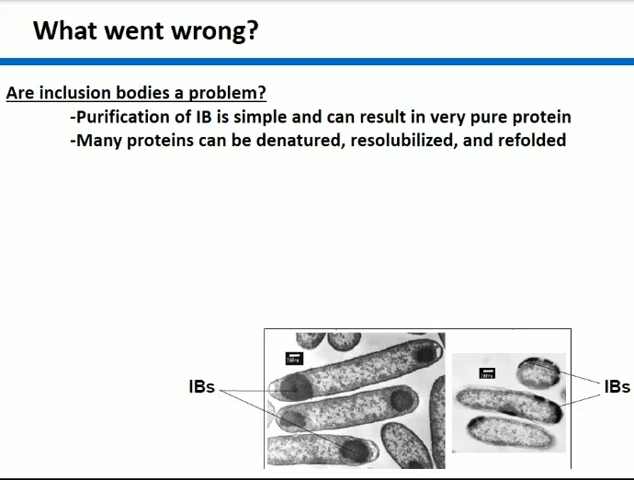 What went wrong?
Are inclusion bodies a problem?
-Purification of IB is simple and can result in very pure protein
-Many proteins can be denatured, resolubilized, and refolded
IBs
IBs